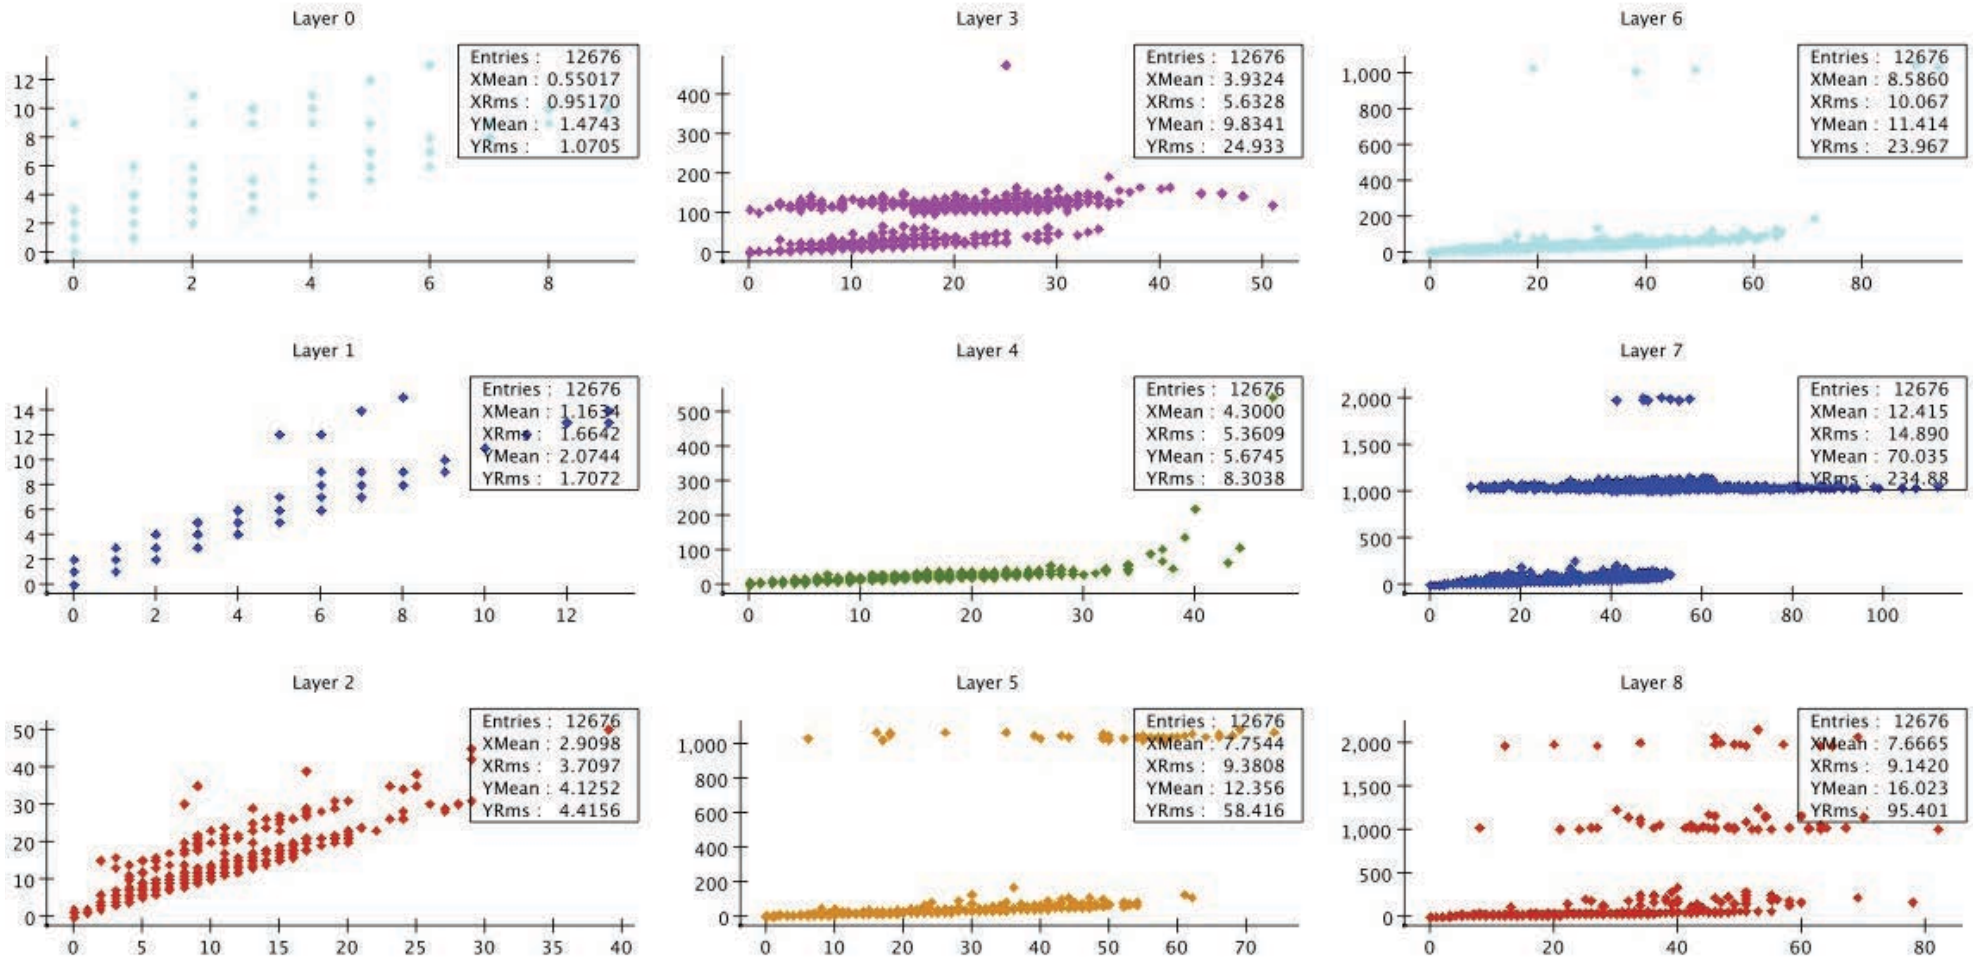 Layer 0
Entries : 12676
XMean : 0.55017
XRms : 0.95170
YMean : 1.4743
YRms : 1.0705
12
10
8
6
4
2
0
0 2 4 6 8
Layer 3
Entries : 12676
XMean : 3.9324
XRms : 5.6328
YMean : 9.8341
YRms : 24.933
400
300
200
100
0
0 10 20 30 40 50
Layer 6
Entries : 12676
XMean : 8.5860
XRms : 10.067
YMean : 11.414
YRms : 23.967
1,000
800
600
400
200
0
0 20 40 60 80
Layer 1
Entries : 12676
XMean : 1.1634
XRms : 1.6642
YMean : 2.0744
YRms : 1.7072
14
12
10
8
6
4
2
0
0 2 4 6 8 10 12
Layer 4
Entries : 12676
XMean : 4.3000
XRms : 5.3609
YMean : 5.6745
YRms : 8.3038
500
400
300
200
100
0
0 10 20 30 40
Layer 7
Entries : 12676
XMean : 12.415
XRms : 14.890
YMean : 70.035
YRms : 234.88
2,000
1,500
1,000
500
0
0 20 40 60 80 100
Layer 2
Entries : 12676
XMean : 2.9098
XRms : 3.7097
YMean : 4.1252
YRms : 4.4156
50
40
30
20
10
0
0 5 10 15 20 25 30 35 40
Layer 5
Entries : 12676
XMean : 7.7544
XRms : 9.3808
YMean : 12.356
YRms : 58.416
1,000
800
600
400
200
0
0 10 20 30 40 50 60 70
Layer 8
Entries : 12676
XMean : 7.6665
XRms : 9.1420
YMean : 16.023
YRms : 95.401
2,000
1,500
1,000
500
0
0 20 40 60 80